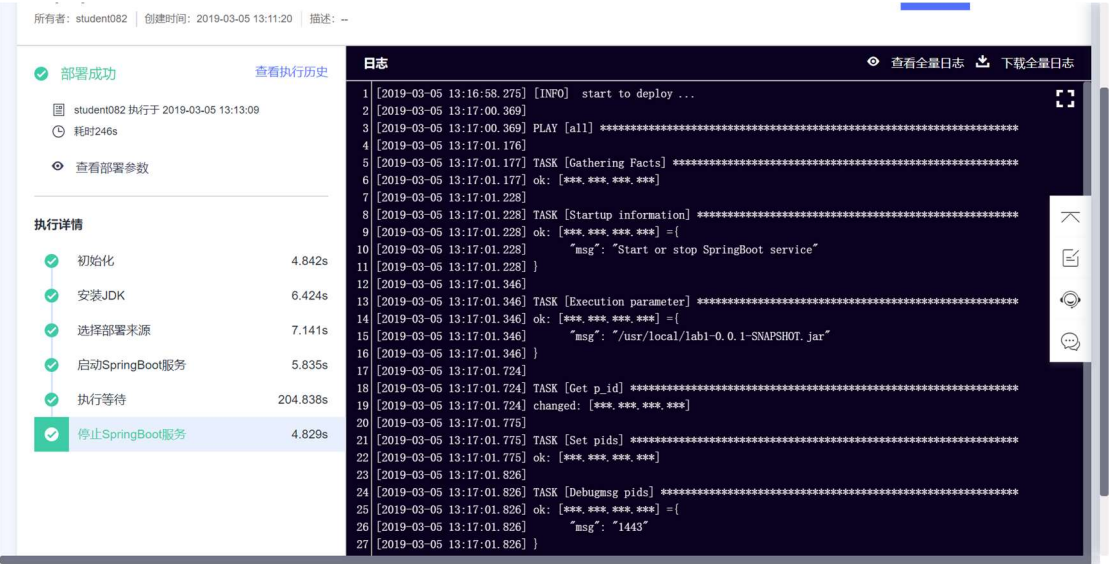 所有者: student082 创建时间: 2019-03-05 13:11:20 描述: --
部署成功 查看执行历史
student082 执行于 2019-03-05 13:13:09
耗时246s
查看部署参数
执行详情
初始化 4.842s
安装JDK 6.424s
选择部署来源 7.141s
启动SpringBoot服务 5.835s
执行等待 204.838s
停止SpringBoot服务 4.829s
日志 查看全量日志 下载全量日志
1 [2019-03-05 13:16:58.275] [INFO] start to deploy ...
2 [2019-03-05 13:17:00.369]
3 [2019-03-05 13:17:00.369] PLAY [all] *********************************************************************
4 [2019-03-05 13:17:01.176]
5 [2019-03-05 13:17:01.177] TASK [Gathering Facts] *********************************************************
6 [2019-03-05 13:17:01.177] ok: [***.***.***.***]
7 [2019-03-05 13:17:01.228]
8 [2019-03-05 13:17:01.228] TASK [Startup information] *****************************************************
9 [2019-03-05 13:17:01.228] ok: [***.***.***.***] ={
10 [2019-03-05 13:17:01.228] "msg": "Start or stop SpringBoot service"
11 [2019-03-05 13:17:01.228] }
12 [2019-03-05 13:17:01.346]
13 [2019-03-05 13:17:01.346] TASK [Execution parameter] *****************************************************
14 [2019-03-05 13:17:01.346] ok: [***.***.***.***] ={
15 [2019-03-05 13:17:01.346] "msg": "/usr/local/lab1-0.0.1-SNAPSHOT.jar"
16 [2019-03-05 13:17:01.346] }
17 [2019-03-05 13:17:01.724]
18 [2019-03-05 13:17:01.724] TASK [Get p_id] ****************************************************************
19 [2019-03-05 13:17:01.724] changed: [***.***.***.***]
20 [2019-03-05 13:17:01.775]
21 [2019-03-05 13:17:01.775] TASK [Set pids] ****************************************************************
22 [2019-03-05 13:17:01.775] ok: [***.***.***.***]
23 [2019-03-05 13:17:01.826]
24 [2019-03-05 13:17:01.826] TASK [Debugmsg pids] ***********************************************************
25 [2019-03-05 13:17:01.826] ok: [***.***.***.***] ={
26 [2019-03-05 13:17:01.826] "msg": "1443"
27 [2019-03-05 13:17:01.826] }